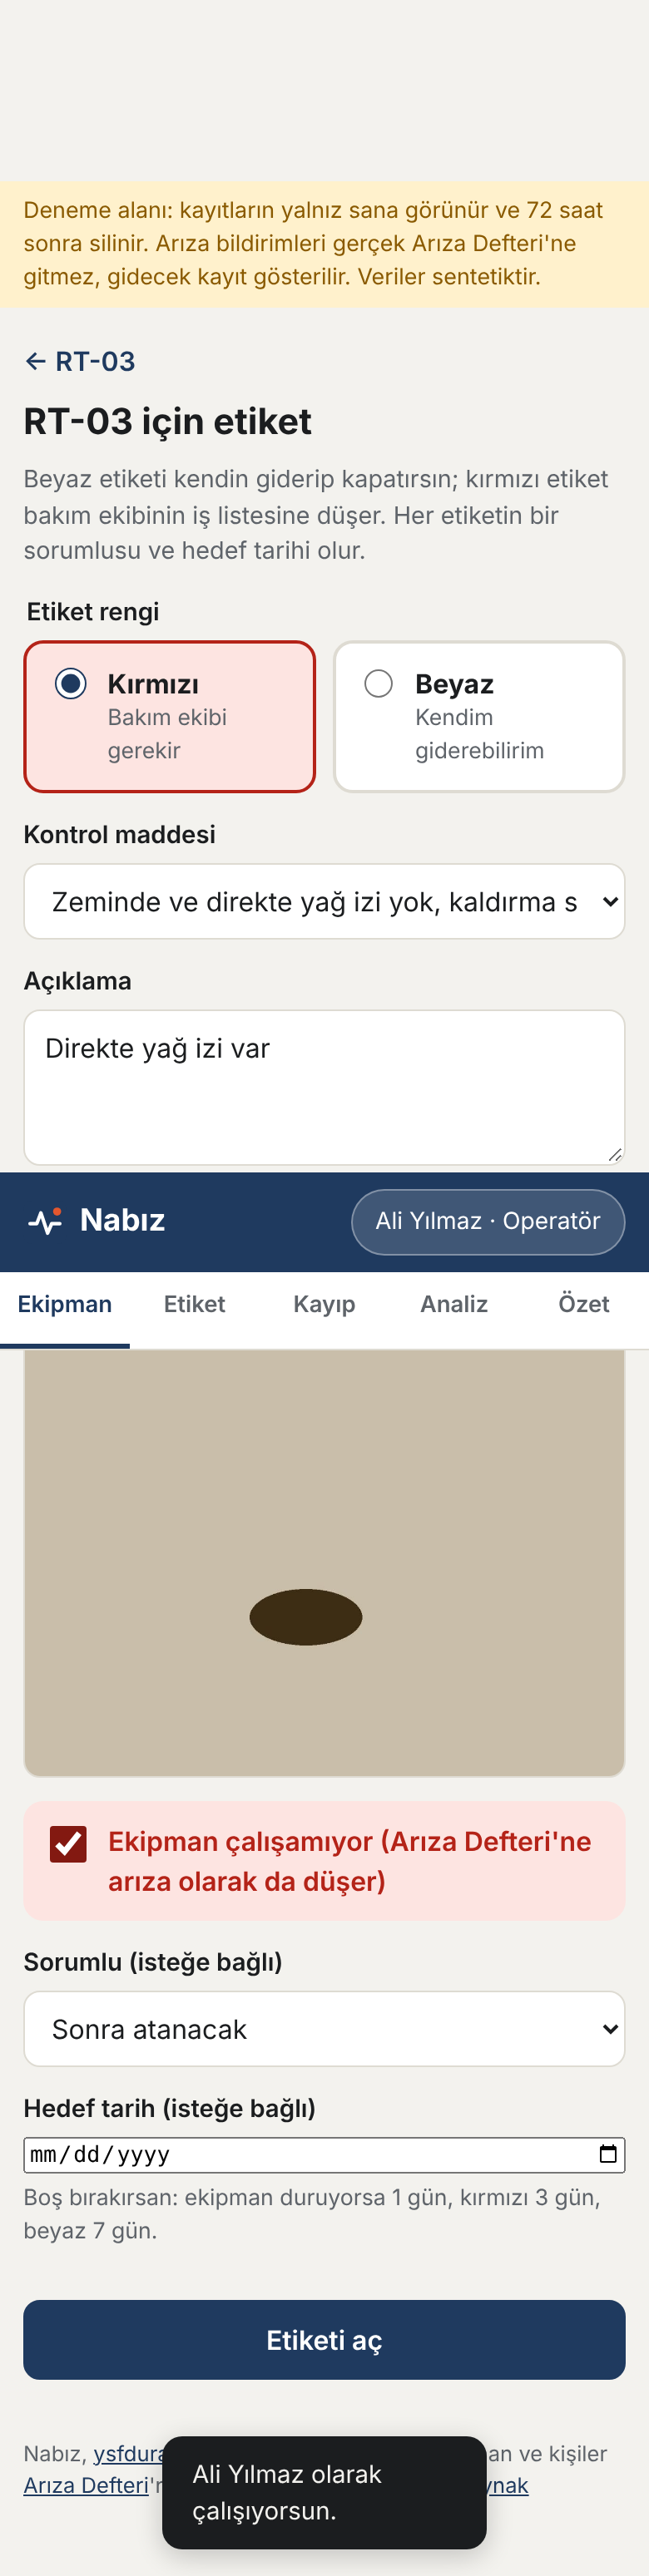 Deneme alanı: kayıtların yalnız sana görünür ve 72 saat
sonra silinir. Arıza bildirimleri gerçek Arıza Defteri'ne
gitmez, gidecek kayıt gösterilir. Veriler sentetiktir.
← RT-03
RT-03 için etiket
Beyaz etiketi kendin giderip kapatırsın; kırmızı etiket
bakım ekibinin iş listesine düşer. Her etiketin bir
sorumlusu ve hedef tarihi olur.
Etiket rengi
Kırmızı
Bakım ekibi
gerekir
Beyaz
Kendim
giderebilirim
Kontrol maddesi
Zeminde ve direkte yağ izi yok, kaldırma s
Açıklama
Direkte yağ izi var
Nabız
Ali Yılmaz · Operatör
Ekipman Etiket Kayıp Analiz Özet
Ekipman çalışamıyor (Arıza Defteri'ne
arıza olarak da düşer)
Sorumlu (isteğe bağlı)
Sonra atanacak
Hedef tarih (isteğe bağlı)
mm/dd/yyyy
Boş bırakırsan: ekipman duruyorsa 1 gün, kırmızı 3 gün,
beyaz 7 gün.
Etiketi aç
Nabız, ve kişiler
Arıza Defteri
Ali Yılmaz olarak
çalışıyorsun.